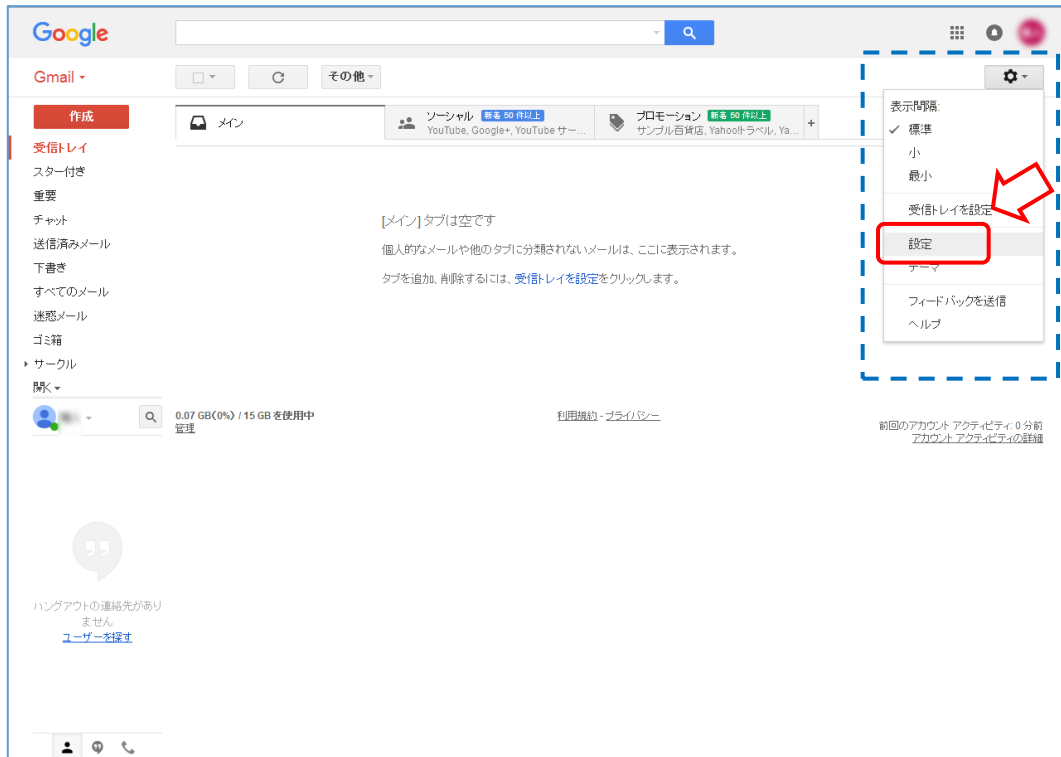 Google
Gmail
その他
作成
メイン
ソーシャル 新着 50 件以上
YouTube, Google+, YouTube サー...
プロモーション 新着 50 件以上
サンプル百貨店, Yahoo!トラベル, Ya...
+
表示間隔:
✓ 標準
小
最小
受信トレイを設定
設定
テーマ
フィードバックを送信
ヘルプ
受信トレイ
スター付き
重要
チャット
送信済みメール
下書き
すべてのメール
迷惑メール
ゴミ箱
サークル
開く
[メイン] タブは空です
個人的なメールや他のタブに分類されないメールは、ここに表示されます。
タブを追加、削除するには、受信トレイを設定をクリックします。
0.07 GB(0%) / 15 GB を使用中
管理
利用規約 - プライバシー
前回のアカウント アクティビティ: 0 分前
アカウント アクティビティの詳細
ハングアウトの連絡先があり
ません
ユーザーを探す